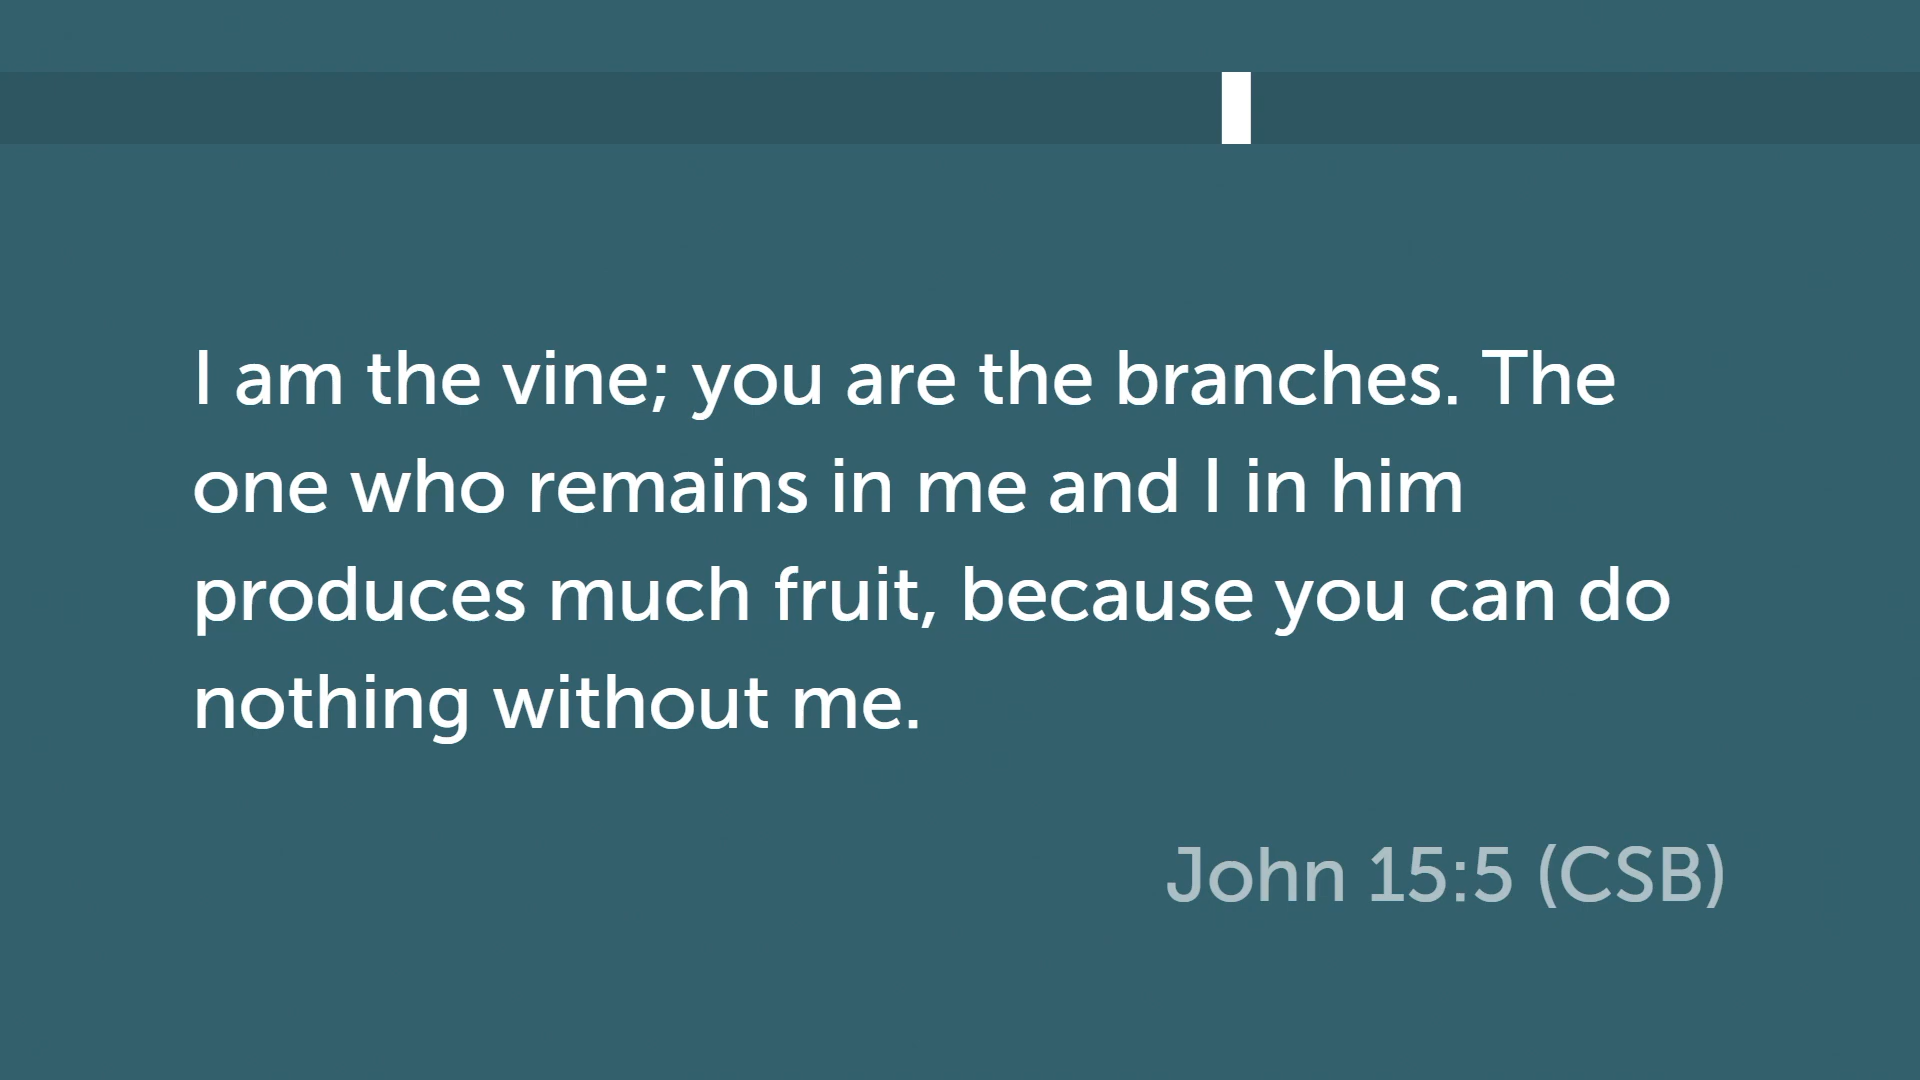 I am the vine; you are the branches. The
one who remains in me and I in him
produces much fruit, because you can do
nothing without me.
John 15:5 (CSB)